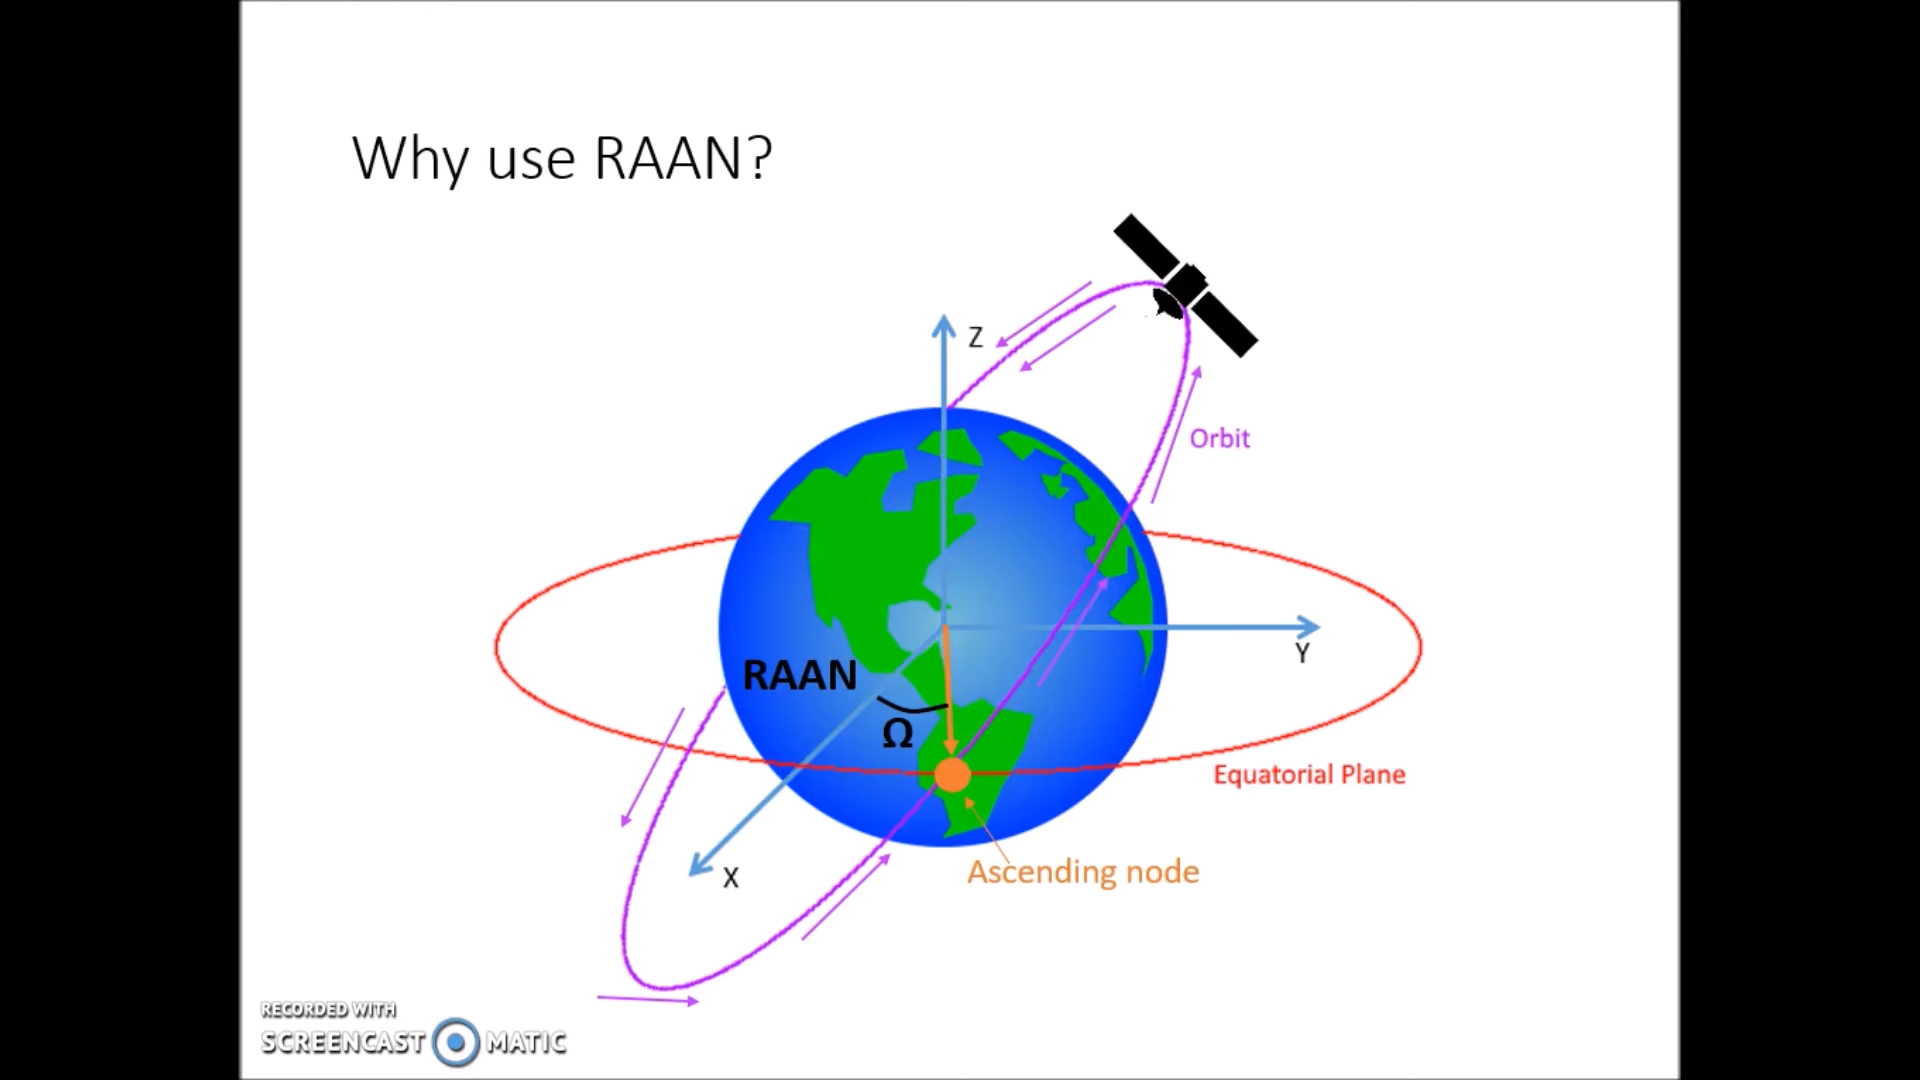 Why use RAAN?
Z
Orbit
Y
RAAN
Ω
Equatorial Plane
Ascending node
X
RECORDED WITH
SCREENCAST MATIC